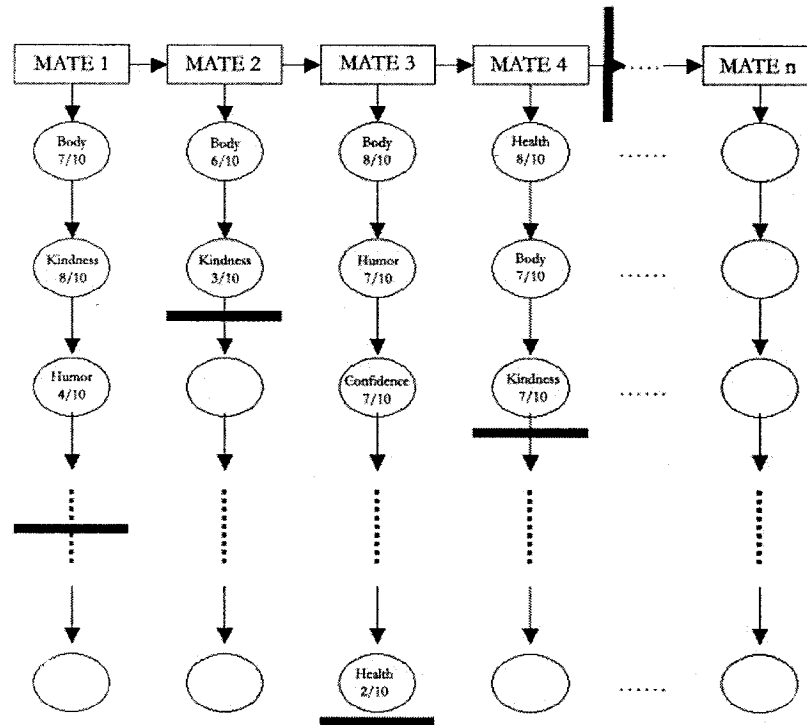 MATE 1
MATE 2
MATE 3
MATE 4
......
MATE n
Body
7/10
Body
6/10
Body
8/10
Health
8/10
......
Kindness
8/10
Kindness
3/10
Humor
7/10
Body
7/10
......
Humor
4/10
Confidence
7/10
Kindness
7/10
......
Health
2/10
......